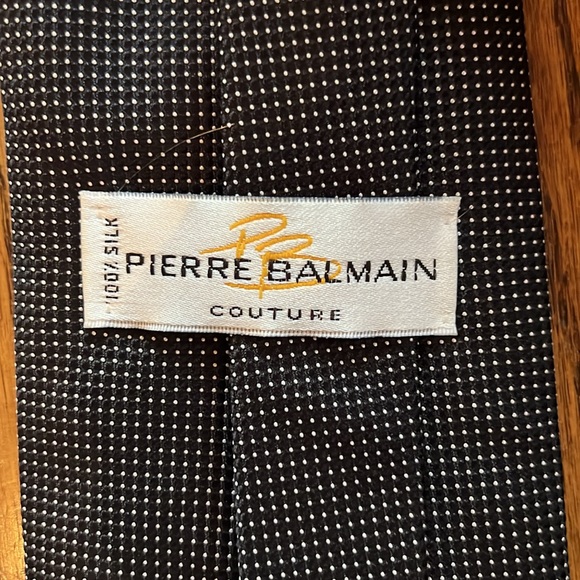 100% SILK
PB
PIERRE BALMAIN
COUTURE